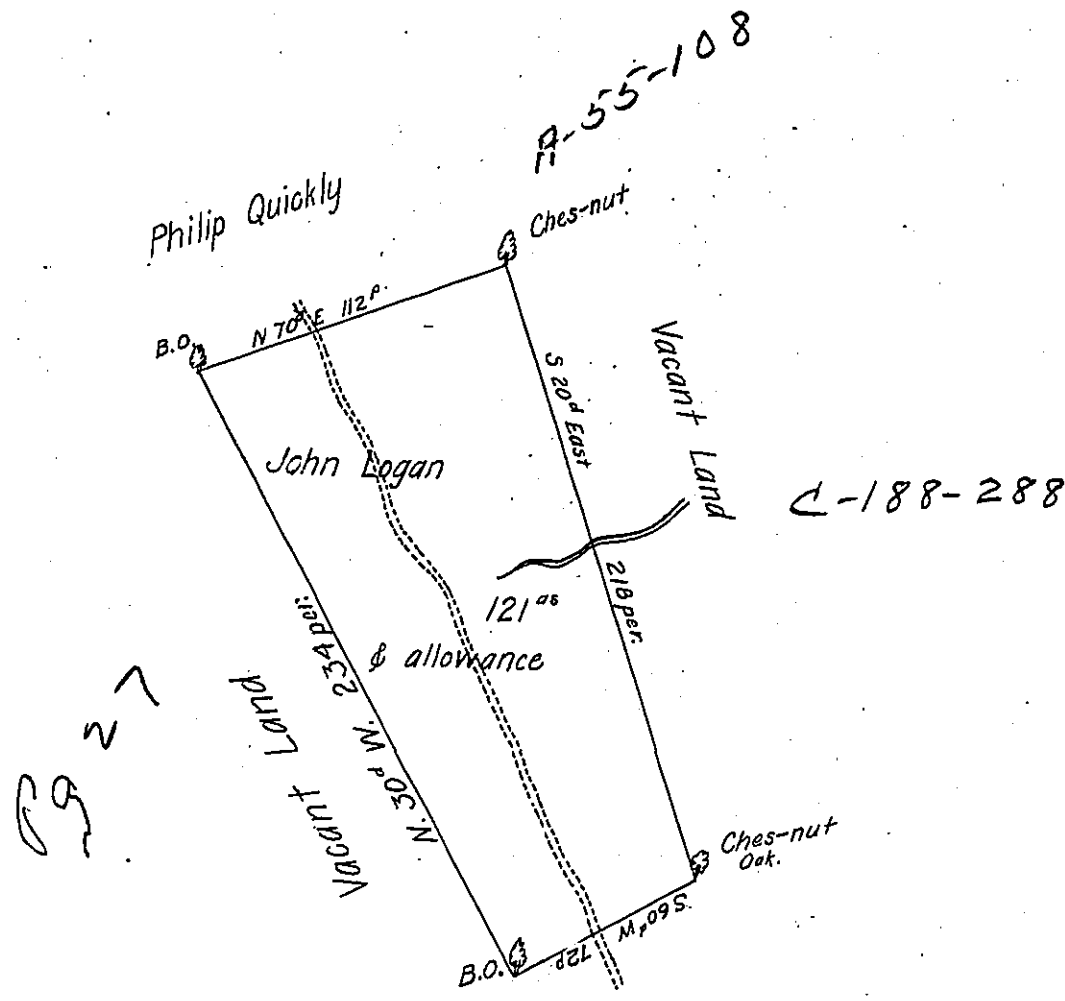 A-55-108
Philip Quickly
Ches-nut
B.O.
N 70d E 112p.
S 20d East
218 per.
Vacant Land
John Logan
C-188-288
121as
& allowance
N. 30d W. 234 per.
Vacant Land
Ches-nut
Oak.
S 60d W
72p
B.O.